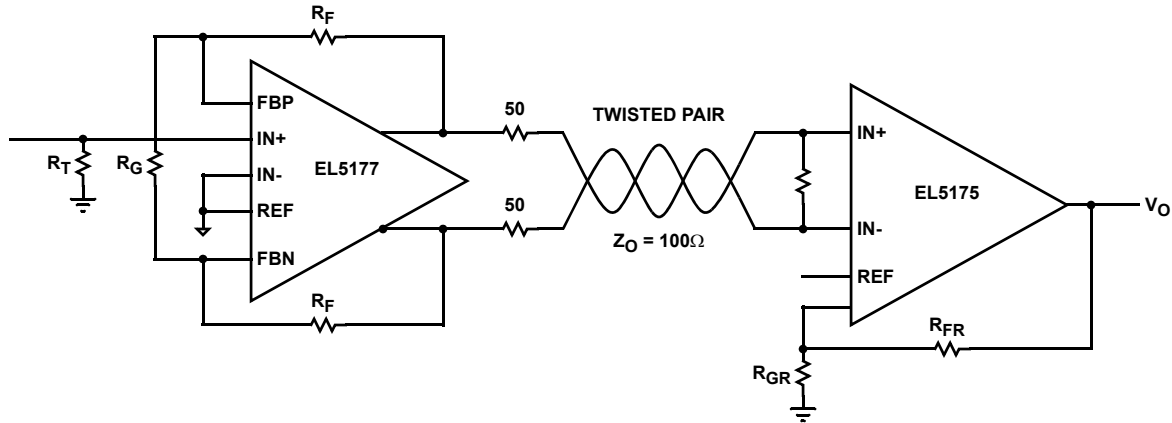 RF
FBP
50
TWISTED PAIR
IN+
IN+
RT
RG
IN-
EL5177
EL5175
REF
50
VO
FBN
ZO = 100Ω
IN-
REF
RF
RFR
RGR